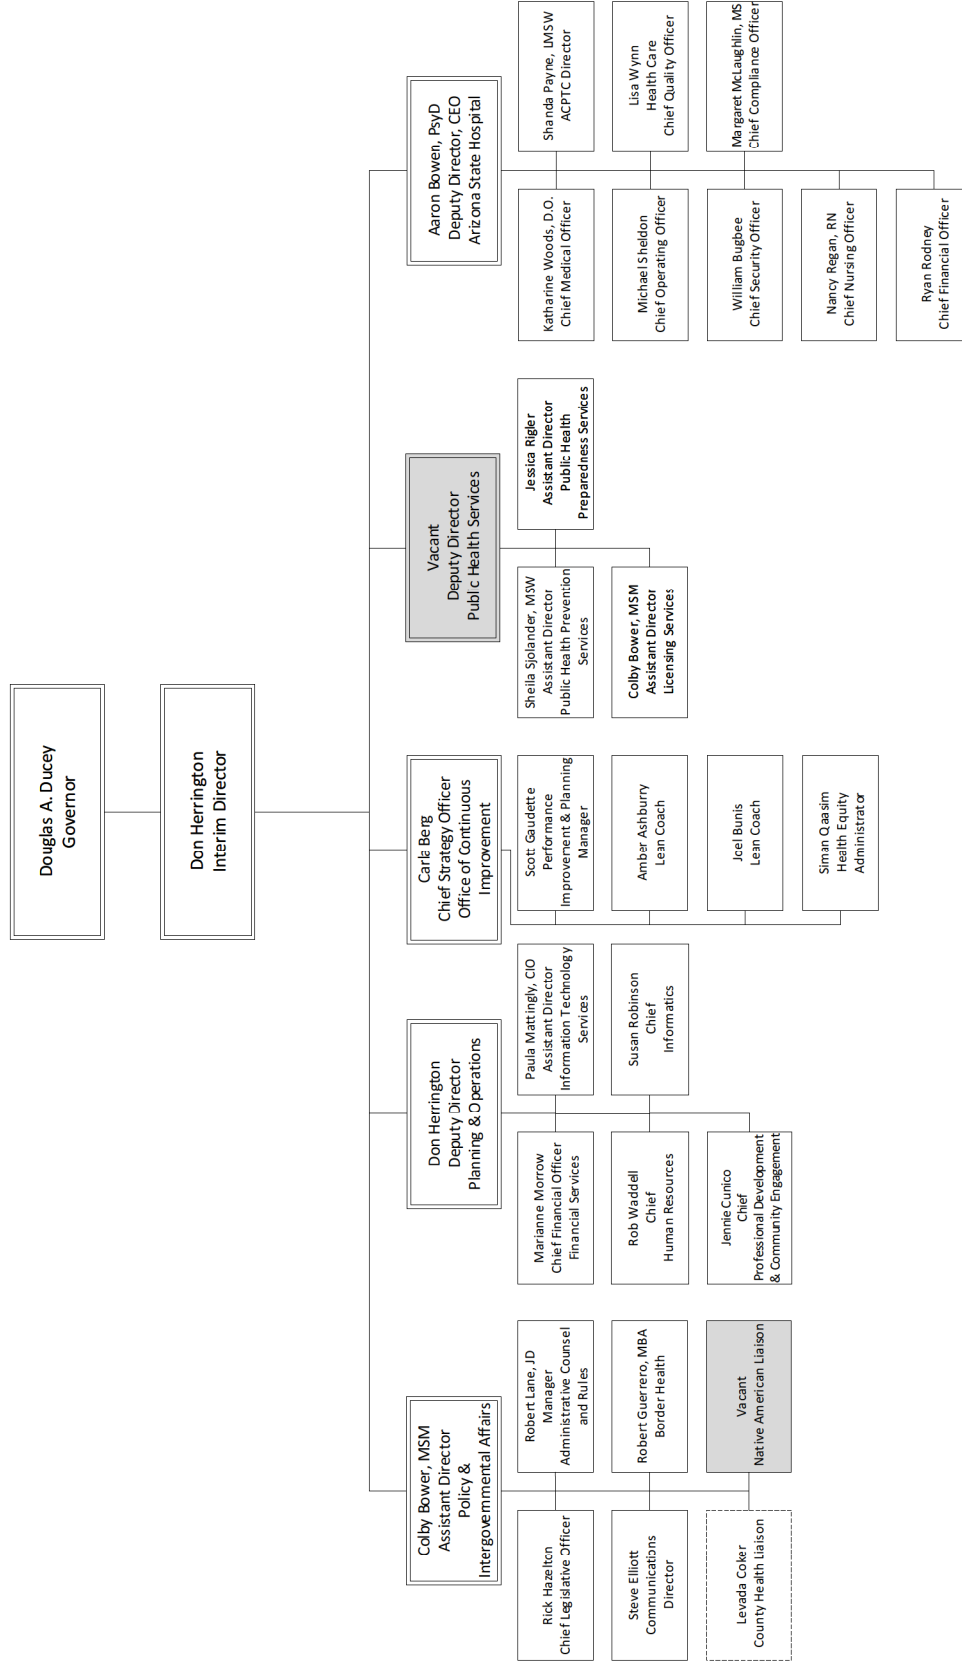 Douglas A. Ducey
Governor
Don Herrington
Interim Director
Colby Bower, MSM
Assistant Director
Policy &
Intergovernmental Affairs
Rick Hazelton
Chief Legislative Officer
Robert Lane, JD
Manager
Administrative Counsel
and Rules
Steve Elliott
Communications
Director
Robert Guerrero, MBA
Border Health
Levada Coker
County Health Liaison
Vacant
Native American Liaison
Don Herrington
Deputy Director
Planning & Operations
Marianne Morrow
Chief Financial Officer
Financial Services
Paula Mattingly, CIO
Assistant Director
Information Technology
Services
Rob Waddell
Chief
Human Resources
Susan Robinson
Chief
Informatics
Jennie Cunico
Chief
Professional Development
& Community Engagement
Carla Berg
Chief Strategy Officer
Office of Continuous
Improvement
Scott Gaudette
Performance
Improvement & Planning
Manager
Amber Ashburry
Lean Coach
Joel Bunis
Lean Coach
Siman Qaasim
Health Equity
Administrator
Vacant
Deputy Director
Public Health Services
Sheila Sjolander, MSW
Assistant Director
Public Health Prevention
Services
Jessica Rigler
Assistant Director
Public Health
Preparedness Services
Colby Bower, MSM
Assistant Director
Licensing Services
Aaron Bowen, PsyD
Deputy Director, CEO
Arizona State Hospital
Katharine Woods, D.O.
Chief Medical Officer
Shanda Payne, LMSW
ACPTC Director
Michael Sheldon
Chief Operating Officer
Lisa Wynn
Health Care
Chief Quality Officer
William Bugbee
Chief Security Officer
Margaret McLaughlin, MS
Chief Compliance Officer
Nancy Regan, RN
Chief Nursing Officer
Ryan Rodney
Chief Financial Officer